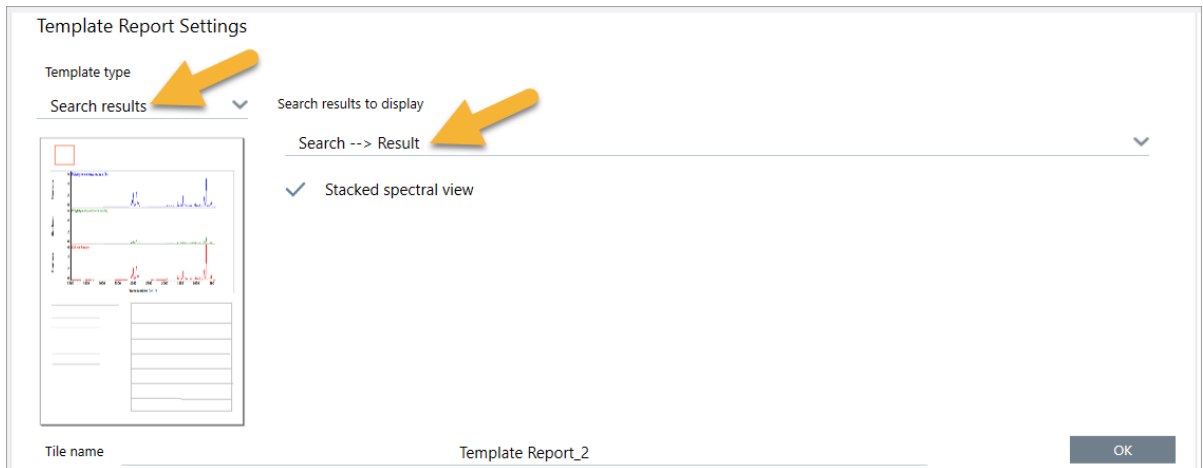 Template Report Settings
Template type
Search results
Search results to display
Search --> Result
Stacked spectral view
Tile name
Template Report_2
OK